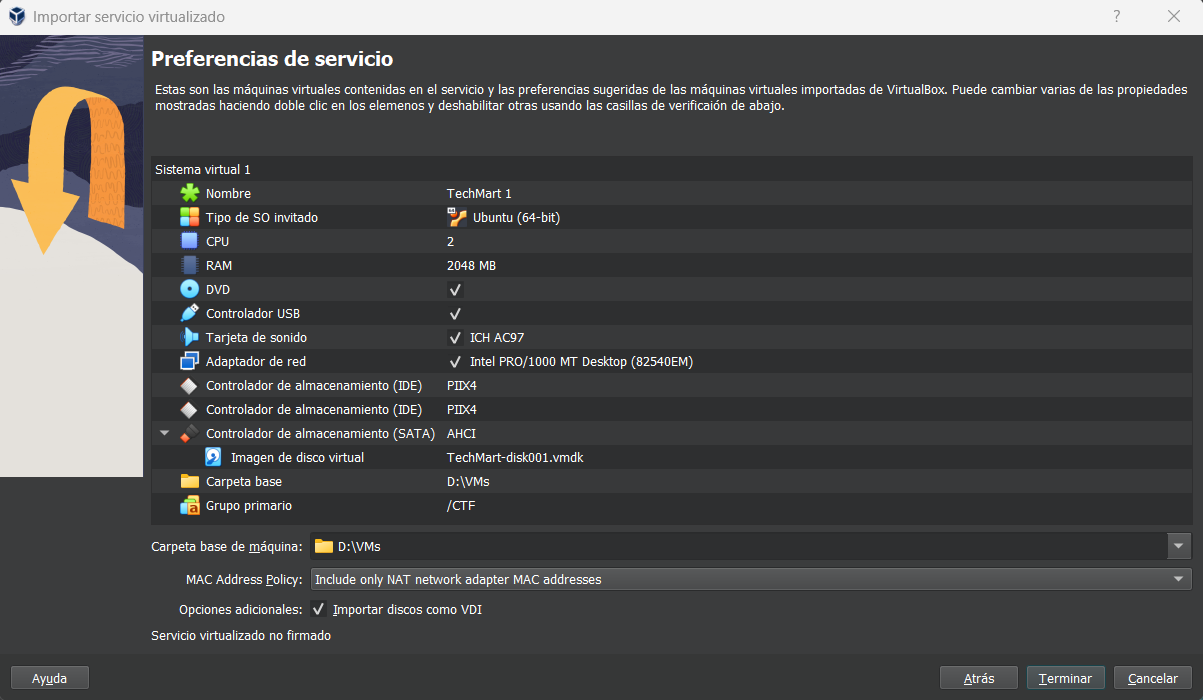 Importar servicio virtualizado
?
Preferencias de servicio
Estas son las máquinas virtuales contenidas en el servicio y las preferencias sugeridas de las máquinas virtuales importadas de VirtualBox. Puede cambiar varias de las propiedades
mostradas haciendo doble clic en los elemenos y deshabilitar otras usando las casillas de verificaión de abajo.
Sistema virtual 1
Nombre TechMart 1
Tipo de SO invitado Ubuntu (64-bit)
CPU 2
RAM 2048 MB
DVD
Controlador USB
Tarjeta de sonido ICH AC97
Adaptador de red Intel PRO/1000 MT Desktop (82540EM)
Controlador de almacenamiento (IDE) PIIX4
Controlador de almacenamiento (IDE) PIIX4
Controlador de almacenamiento (SATA) AHCI
Imagen de disco virtual TechMart-disk001.vmdk
Carpeta base D:\VMs
Grupo primario /CTF
Carpeta base de máquina: D:\VMs
MAC Address Policy: Include only NAT network adapter MAC addresses
Opciones adicionales: Importar discos como VDI
Servicio virtualizado no firmado
Ayuda Atrás Terminar Cancelar